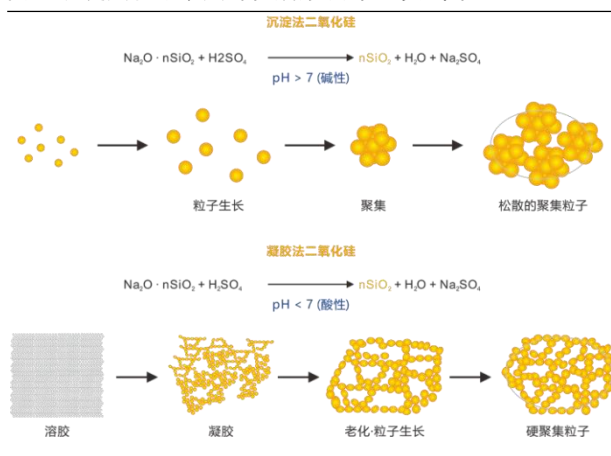 沉淀法二氧化硅
Na₂O · nSiO₂ + H2SO₄ nSiO₂ + H₂O + Na₂SO₄
pH > 7 (碱性)
粒子生长 聚集 松散的聚集粒子
凝胶法二氧化硅
Na₂O · nSiO₂ + H₂SO₄ nSiO₂ + H₂O + Na₂SO₄
pH < 7 (酸性)
溶胶 凝胶 老化·粒子生长 硬聚集粒子